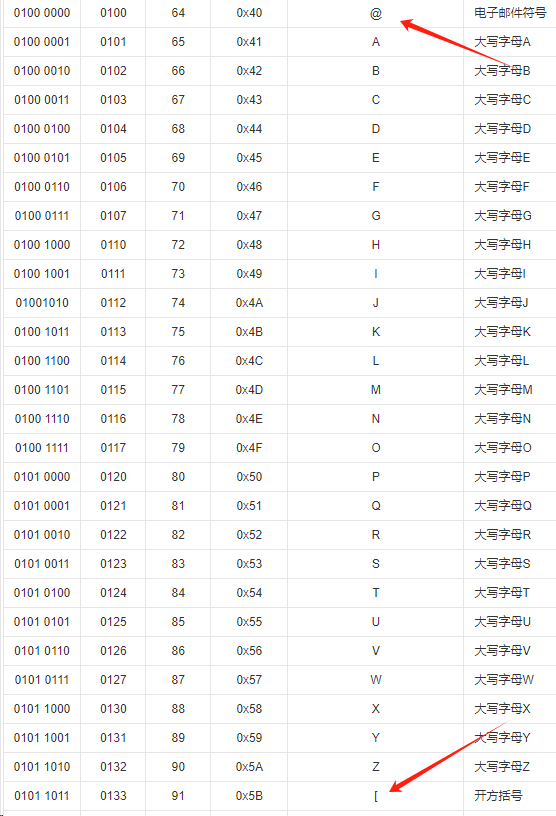 0100 0000 0100 64 0x40 @ 电子邮件符号
0100 0001 0101 65 0x41 A 大写字母A
0100 0010 0102 66 0x42 B 大写字母B
0100 0011 0103 67 0x43 C 大写字母C
0100 0100 0104 68 0x44 D 大写字母D
0100 0101 0105 69 0x45 E 大写字母E
0100 0110 0106 70 0x46 F 大写字母F
0100 0111 0107 71 0x47 G 大写字母G
0100 1000 0110 72 0x48 H 大写字母H
0100 1001 0111 73 0x49 I 大写字母I
01001010 0112 74 0x4A J 大写字母J
0100 1011 0113 75 0x4B K 大写字母K
0100 1100 0114 76 0x4C L 大写字母L
0100 1101 0115 77 0x4D M 大写字母M
0100 1110 0116 78 0x4E N 大写字母N
0100 1111 0117 79 0x4F O 大写字母O
0101 0000 0120 80 0x50 P 大写字母P
0101 0001 0121 81 0x51 Q 大写字母Q
0101 0010 0122 82 0x52 R 大写字母R
0101 0011 0123 83 0x53 S 大写字母S
0101 0100 0124 84 0x54 T 大写字母T
0101 0101 0125 85 0x55 U 大写字母U
0101 0110 0126 86 0x56 V 大写字母V
0101 0111 0127 87 0x57 W 大写字母W
0101 1000 0130 88 0x58 X 大写字母X
0101 1001 0131 89 0x59 Y 大写字母Y
0101 1010 0132 90 0x5A Z 大写字母Z
0101 1011 0133 91 0x5B [ 开方括号